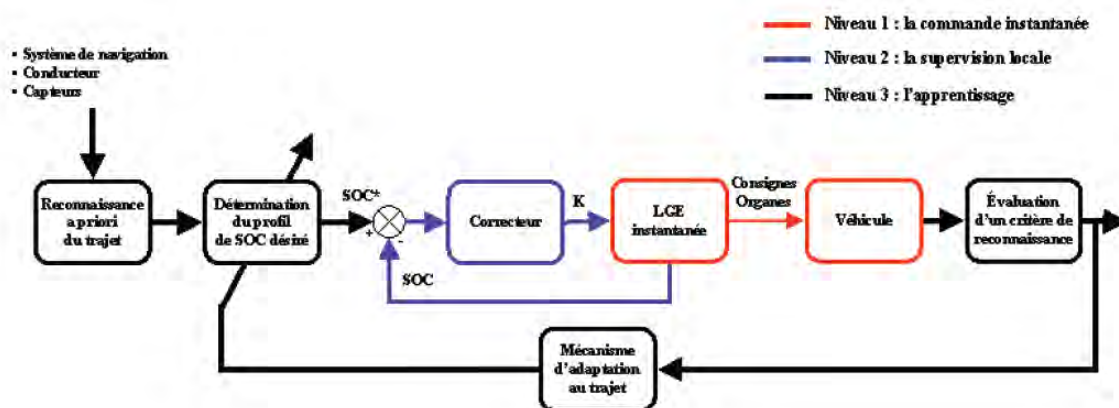 Niveau 1 : la commande instantanée
Niveau 2 : la supervision locale
Niveau 3 : l'apprentissage
• Système de navigation
• Conducteur
• Capteurs
Reconnaissance
a priori
du trajet
Détermination
du profil
de SOC désiré
SOC*
+
-
SOC
Correcteur
K
LGE
instantanée
Consignes
Organes
Véhicule
Évaluation
d'un critère de
reconnaissance
Mécanisme
d'adaptation
au trajet